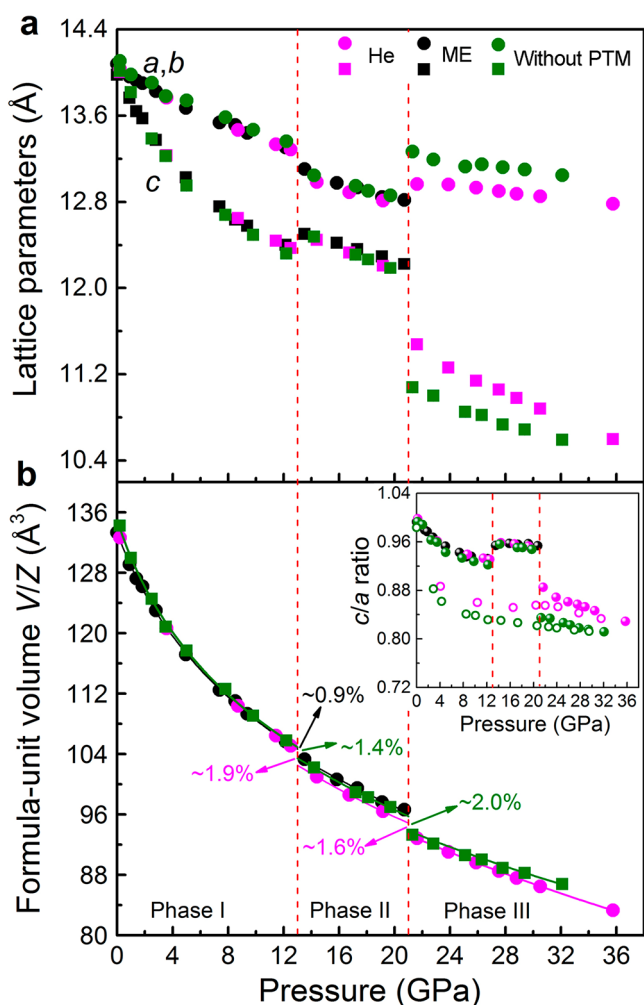 a
14.4
13.6
12.8
12.0
11.2
10.4
Lattice parameters (Å)
a,b
c
He
ME
Without PTM
b
136
128
120
112
104
96
88
80
Formula-unit volume V/Z (Å³)
~0.9%
~1.4%
~1.9%
~2.0%
~1.6%
Phase I
Phase II
Phase III
0 4 8 12 16 20 24 28 32 36
Pressure (GPa)
1.04
0.96
0.88
0.80
0.72
c/a ratio
0 4 8 12 16 20 24 28 32 36
Pressure (GPa)